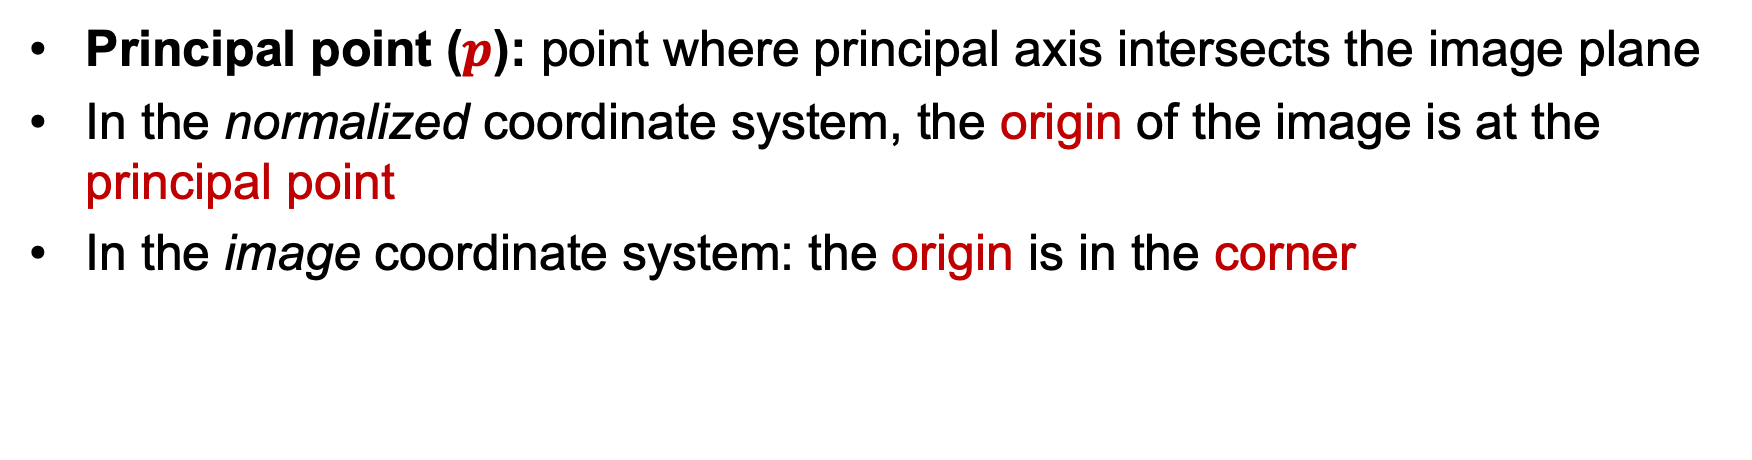 • Principal point (p): point where principal axis intersects the image plane
• In the normalized coordinate system, the origin of the image is at the
principal point
• In the image coordinate system: the origin is in the corner